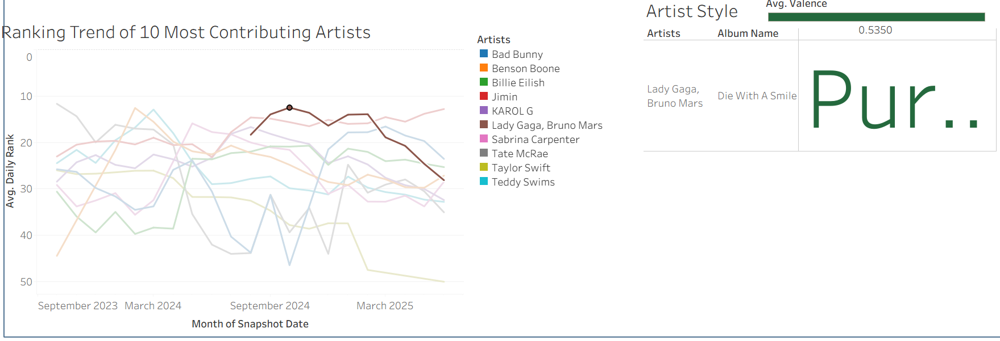 Ranking Trend of 10 Most Contributing Artists
0
10
20
30
40
50
Avg. Daily Rank
September 2023
March 2024
September 2024
March 2025
Month of Snapshot Date
Artists
Bad Bunny
Benson Boone
Billie Eilish
Jimin
KAROL G
Lady Gaga, Bruno Mars
Sabrina Carpenter
Tate McRae
Taylor Swift
Teddy Swims
Artist Style
Avg. Valence
0.5350
Artists
Album Name
Lady Gaga,
Bruno Mars
Die With A Smile
Pur..